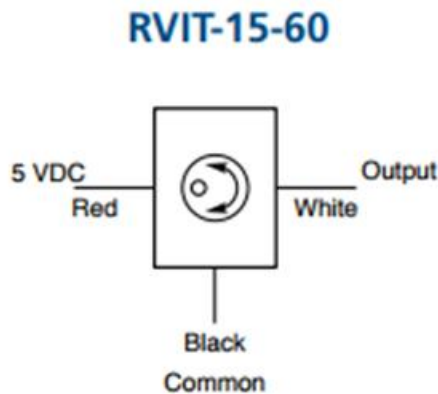 RVIT-15-60
5 VDC
Output
Red
White
Black
Common